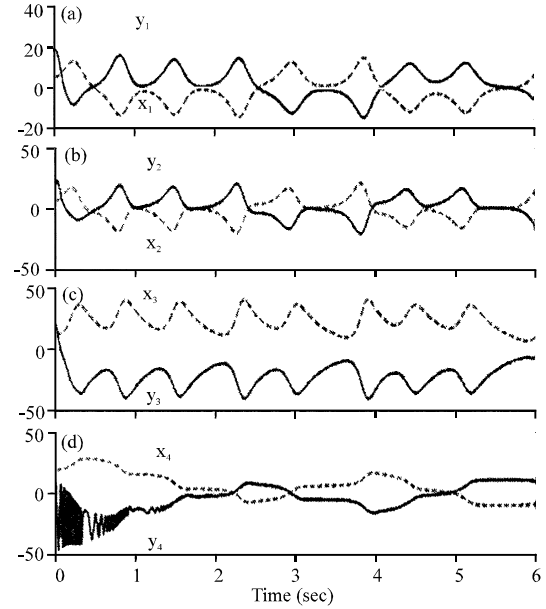 (a)
y₁
40
20
0
-20
x₁
(b)
y₂
50
0
-50
x₂
(c)
x₃
50
0
-50
y₃
(d)
x₄
50
0
-50
y₄
0 1 2 3 4 5 6
Time (sec)